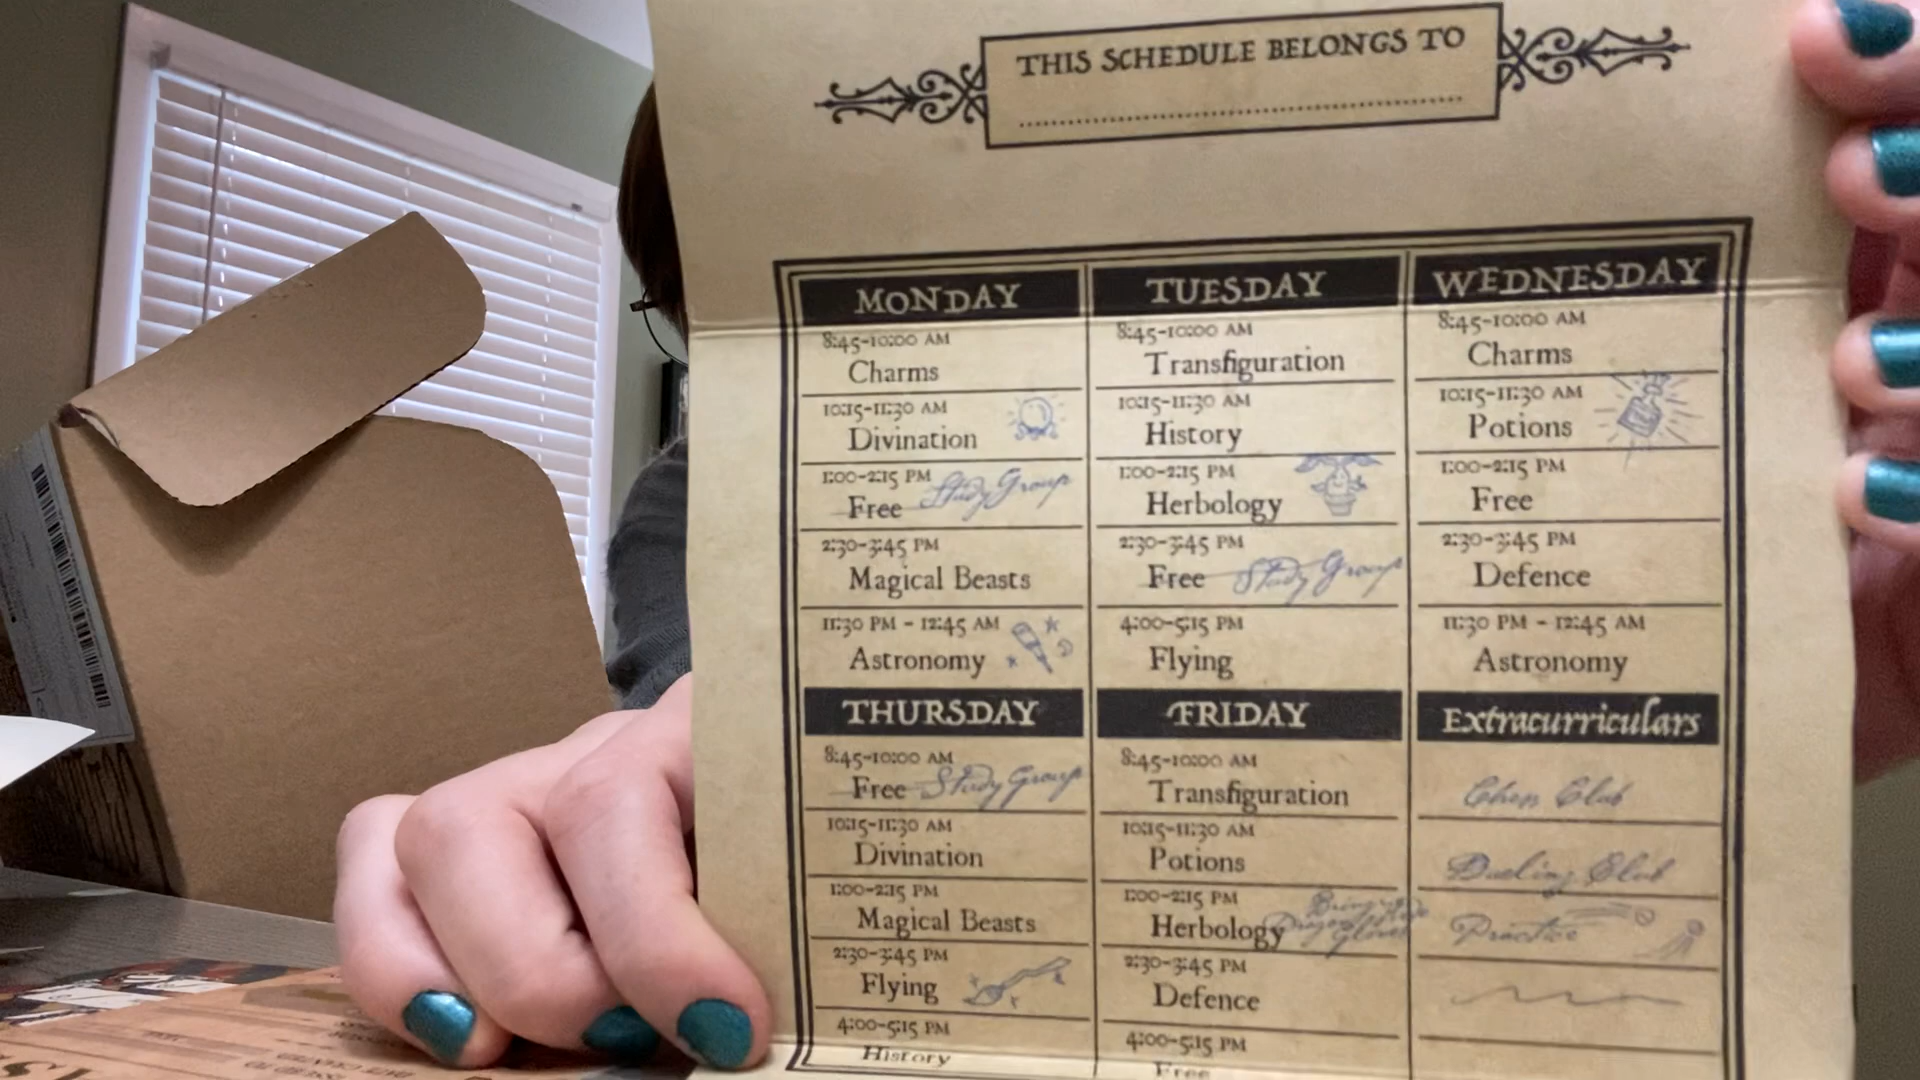 THIS SCHEDULE BELONGS TO
MONDAY
8:45-10:00 AM
Charms
10:15-11:30 AM
Divination
1:00-2:15 PM
Free Study Group
2:30-3:45 PM
Magical Beasts
11:30 PM - 12:45 AM
Astronomy
TUESDAY
8:45-10:00 AM
Transfiguration
10:15-11:30 AM
History
1:00-2:15 PM
Herbology
2:30-3:45 PM
Free Study Group
4:00-5:15 PM
Flying
WEDNESDAY
8:45-10:00 AM
Charms
10:15-11:30 AM
Potions
1:00-2:15 PM
Free
2:30-3:45 PM
Defence
11:30 PM - 12:45 AM
Astronomy
THURSDAY
8:45-10:00 AM
Free Study Group
10:15-11:30 AM
Divination
1:00-2:15 PM
Magical Beasts
2:30-3:45 PM
Flying
4:00-5:15 PM
History
FRIDAY
8:45-10:00 AM
Transfiguration
10:15-11:30 AM
Potions
1:00-2:15 PM
Herbology
Bring
Dragon Hide
Gloves
2:30-3:45 PM
Defence
4:00-5:15 PM
Free
Extracurriculars
Chess Club
Dueling Club
Practice